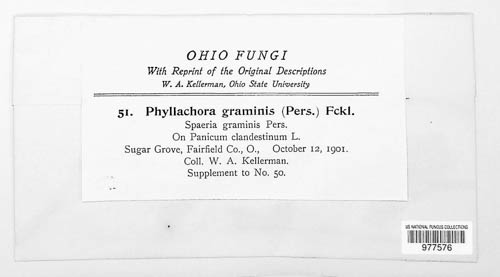 OHIO FUNGI
With Reprint of the Original Descriptions
W. A. Kellerman, Ohio State University
51. Phyllachora graminis (Pers.) Fckl.
Spaeria graminis Pers.
On Panicum clandestinum L.
Sugar Grove, Fairfield Co., O., October 12, 1901.
Coll. W. A. Kellerman.
Supplement to No. 50.
US NATIONAL FUNGUS COLLECTIONS
977576